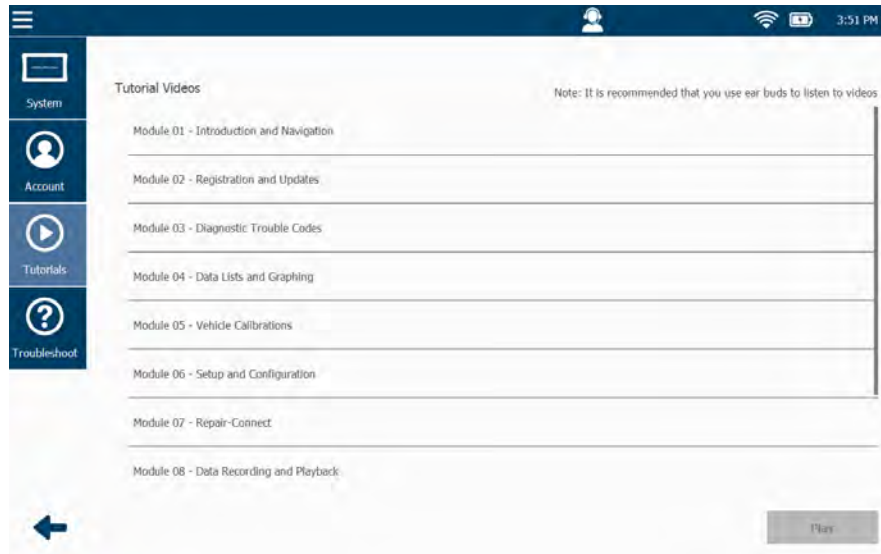 3:51 PM
System
Account
Tutorials
Troubleshoot
Tutorial Videos
Note: It is recommended that you use ear buds to listen to videos
Module 01 - Introduction and Navigation
Module 02 - Registration and Updates
Module 03 - Diagnostic Trouble Codes
Module 04 - Data Lists and Graphing
Module 05 - Vehicle Calibrations
Module 06 - Setup and Configuration
Module 07 - Repair-Connect
Module 08 - Data Recording and Playback
Play